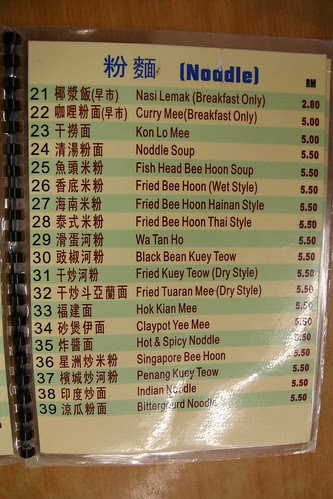 粉麵 (Noadle)
RM
21 椰漿飯(早市) Nasi Lemak (Breakfast Only) 2.80
22 咖哩粉面(早市) Curry Mee(Breakfast Only) 5.00
23 干撈面 Kon Lo Mee 5.00
24 清湯粉面 Noddle Soup 5.50
25 魚頭米粉 Fish Head Bee Hoon Soup 5.50
26 香底米粉 Fried Bee Hoon (Wet Style) 5.50
27 海南米粉 Fried Bee Hoon Hainan Style 5.50
28 泰式米粉 Fried Bee Hoon Thai Style 5.50
29 滑蛋河粉 Wa Tan Ho 5.50
30 豉椒河粉 Black Bean Kuey Teow 5.50
31 干炒河粉 Fried Kuey Teow (Dry Style) 5.50
32 干炒斗亞蘭面 Fried Tuaran Mee (Dry Style) 5.50
33 福建面 Hok Kian Mee 5.50
34 砂煲伊面 Claypot Yee Mee 5.50
35 炸醬面 Hot & Spicy Noddle 5.50
36 星洲炒米粉 Singapore Bee Hoon 5.50
37 檳城炒河粉 Penang Kuey Teow 5.50
38 印度炒面 Indian Noodle 5.50
39 涼瓜粉面 Bittergourd Noodle 5.50